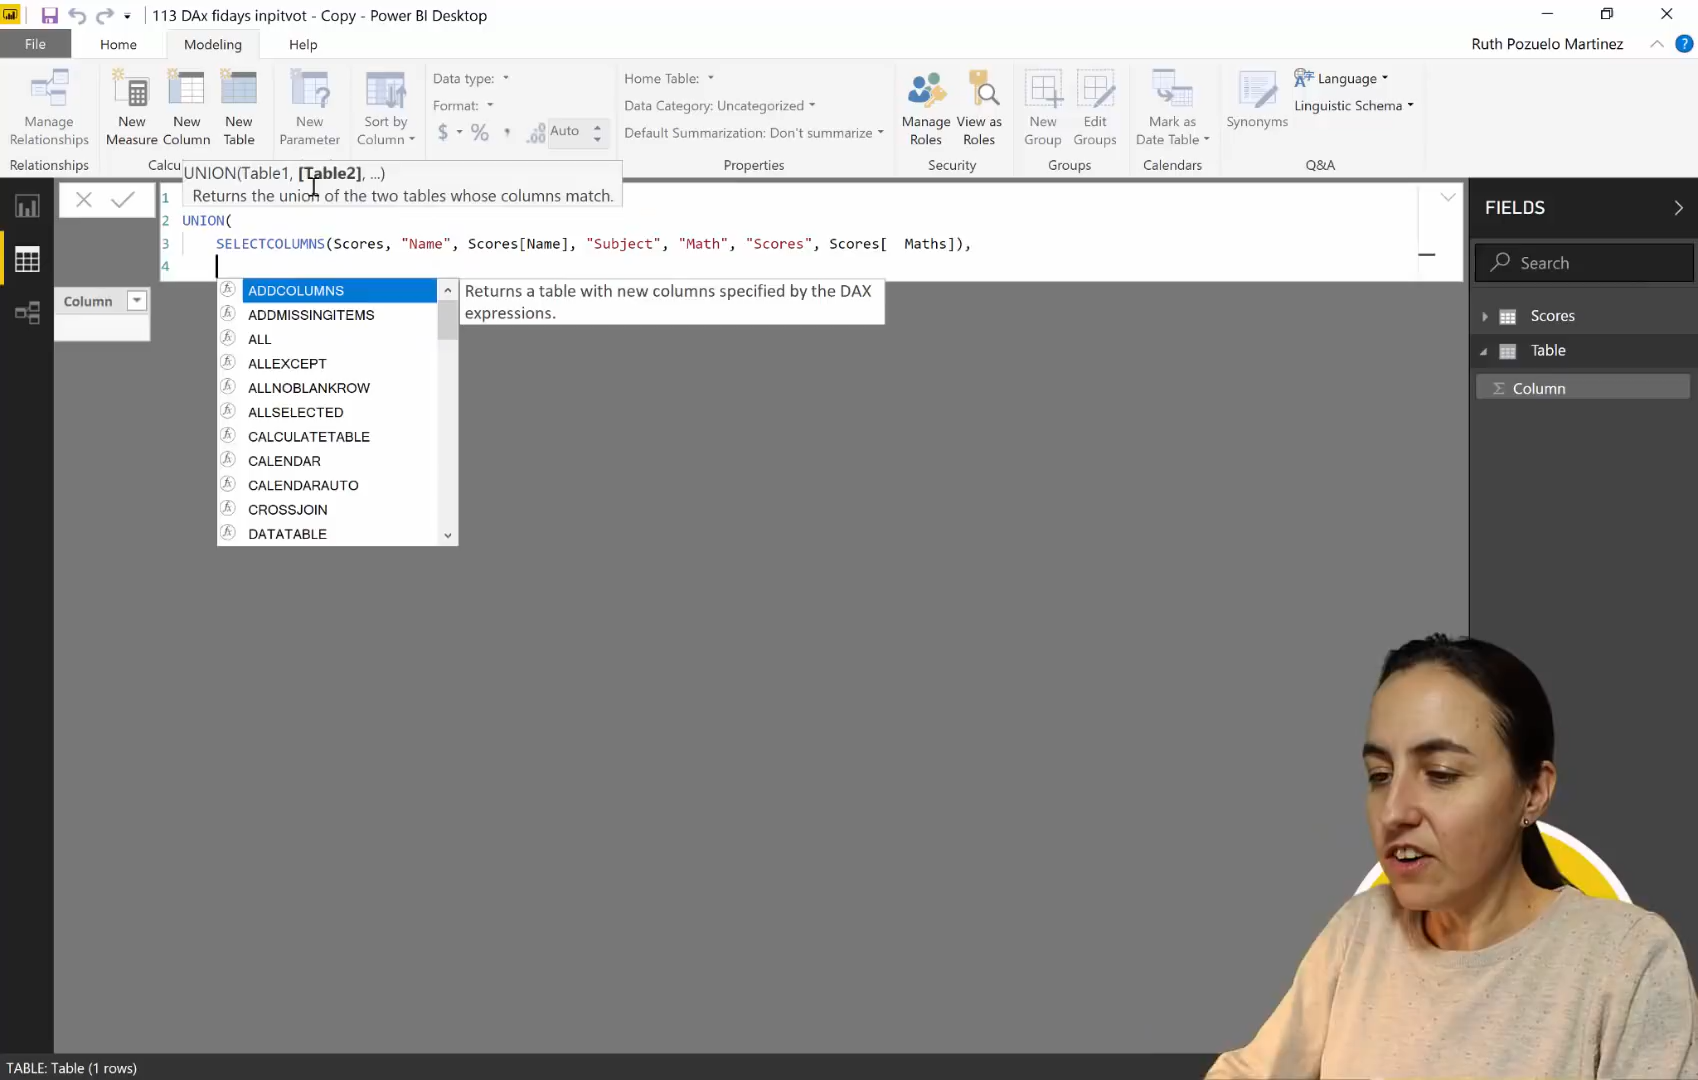 113 DAx fidays inpitvot - Copy - Power BI Desktop
File
Home
Modeling
Help
Ruth Pozuelo Martinez
Manage Relationships
New Measure
New Column
New Table
New Parameter
Sort by Column
Data type:
Format:
$ % , .00 Auto
Home Table:
Data Category: Uncategorized
Default Summarization: Don't summarize
Manage Roles
View as Roles
New Group
Edit Groups
Mark as Date Table
Synonyms
Language
Linguistic Schema
Relationships
Calcu
Properties
Security
Groups
Calendars
Q&A
UNION(Table1, [Table2], ...)
Returns the union of the two tables whose columns match.
1
2 UNION(
3 SELECTCOLUMNS(Scores, "Name", Scores[Name], "Subject", "Math", "Scores", Scores[  Maths]),
4
Column
ADDCOLUMNS
ADDMISSINGITEMS
ALL
ALLEXCEPT
ALLNOBLANKROW
ALLSELECTED
CALCULATETABLE
CALENDAR
CALENDARAUTO
CROSSJOIN
DATATABLE
Returns a table with new columns specified by the DAX
expressions.
FIELDS
Search
Scores
Table
Column
TABLE: Table (1 rows)